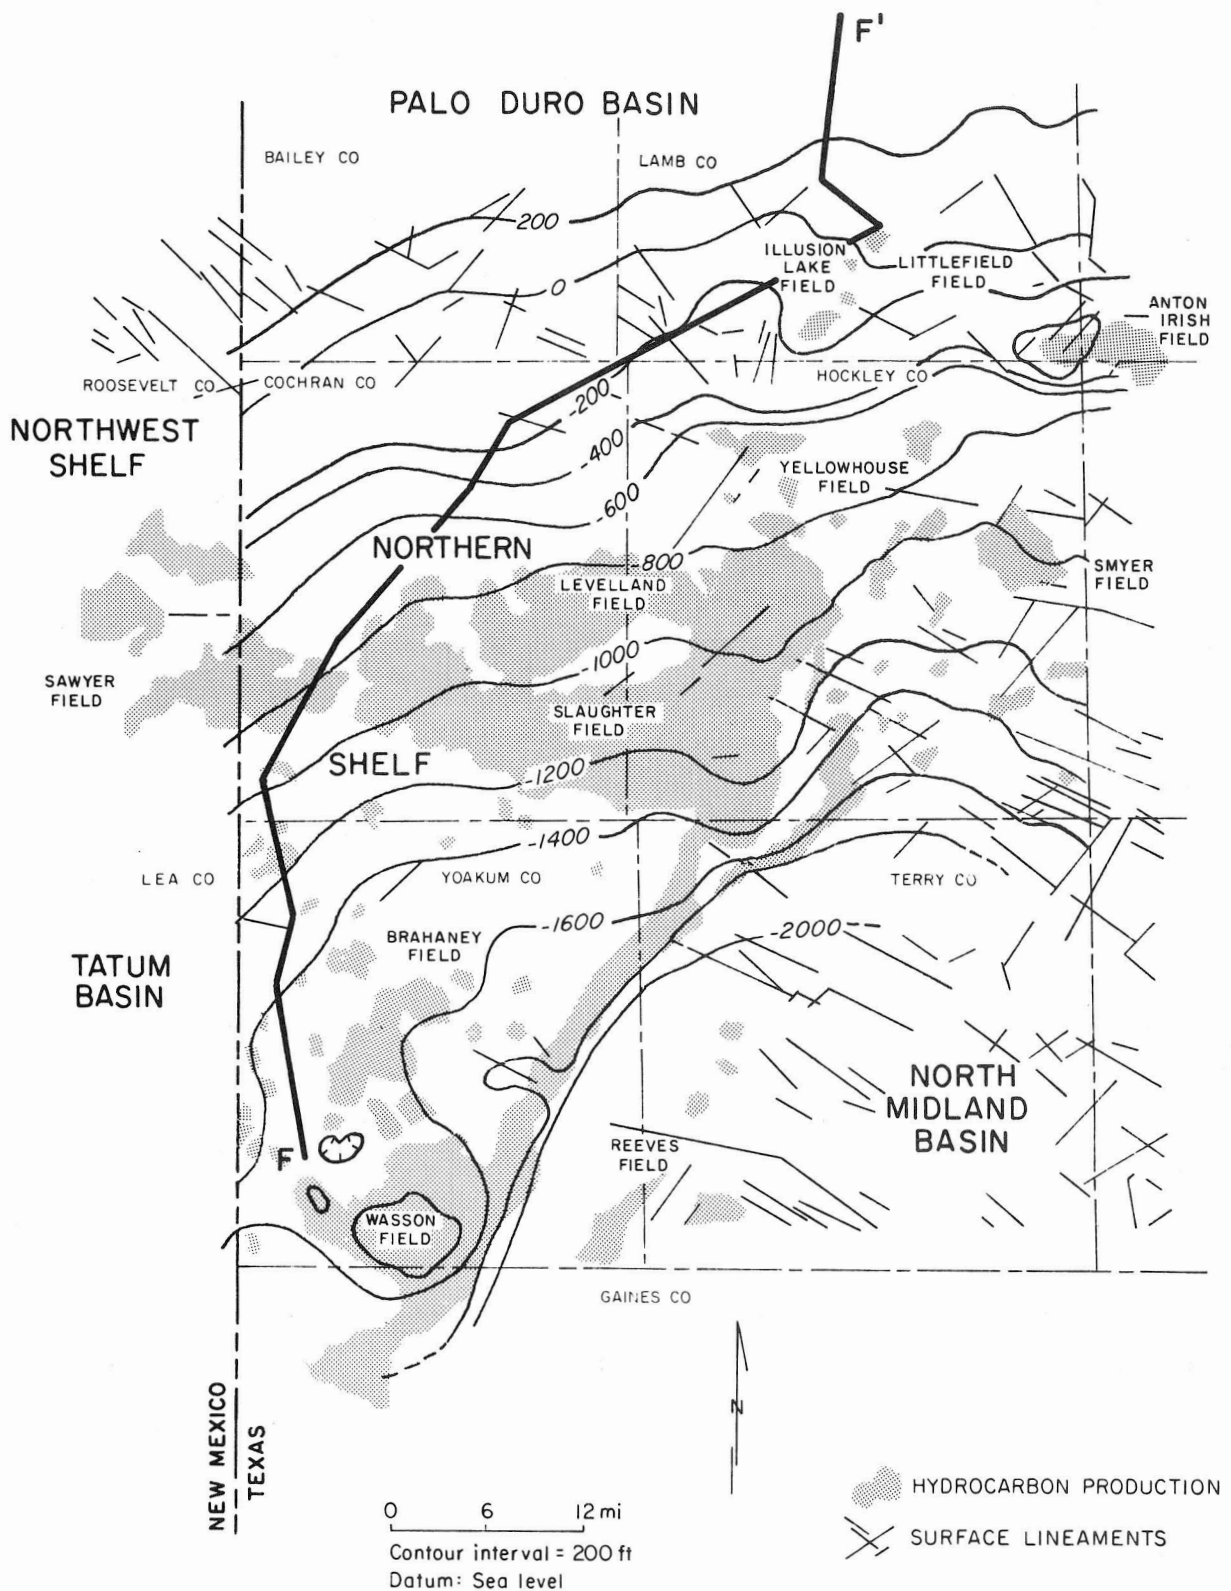 F'
PALO DURO BASIN
BAILEY CO
LAMB CO
200
ILLUSION
LAKE
FIELD
LITTLEFIELD
FIELD
0
ANTON
IRISH
FIELD
ROOSEVELT CO
COCHRAN CO
HOCKLEY CO
-200
NORTHWEST
SHELF
-400
YELLOWHOUSE
FIELD
-600
NORTHERN
-800
LEVELLAND
FIELD
SMYER
FIELD
-1000
SAWYER
FIELD
SLAUGHTER
FIELD
SHELF
-1200
-1400
LEA CO
YOAKUM CO
TERRY CO
-1600
-2000
BRAHANEY
FIELD
TATUM
BASIN
NORTH
MIDLAND
BASIN
REEVES
FIELD
F
WASSON
FIELD
GAINES CO
N
NEW MEXICO
TEXAS
0 6 12 mi
Contour interval = 200 ft
Datum: Sea level
HYDROCARBON PRODUCTION
SURFACE LINEAMENTS